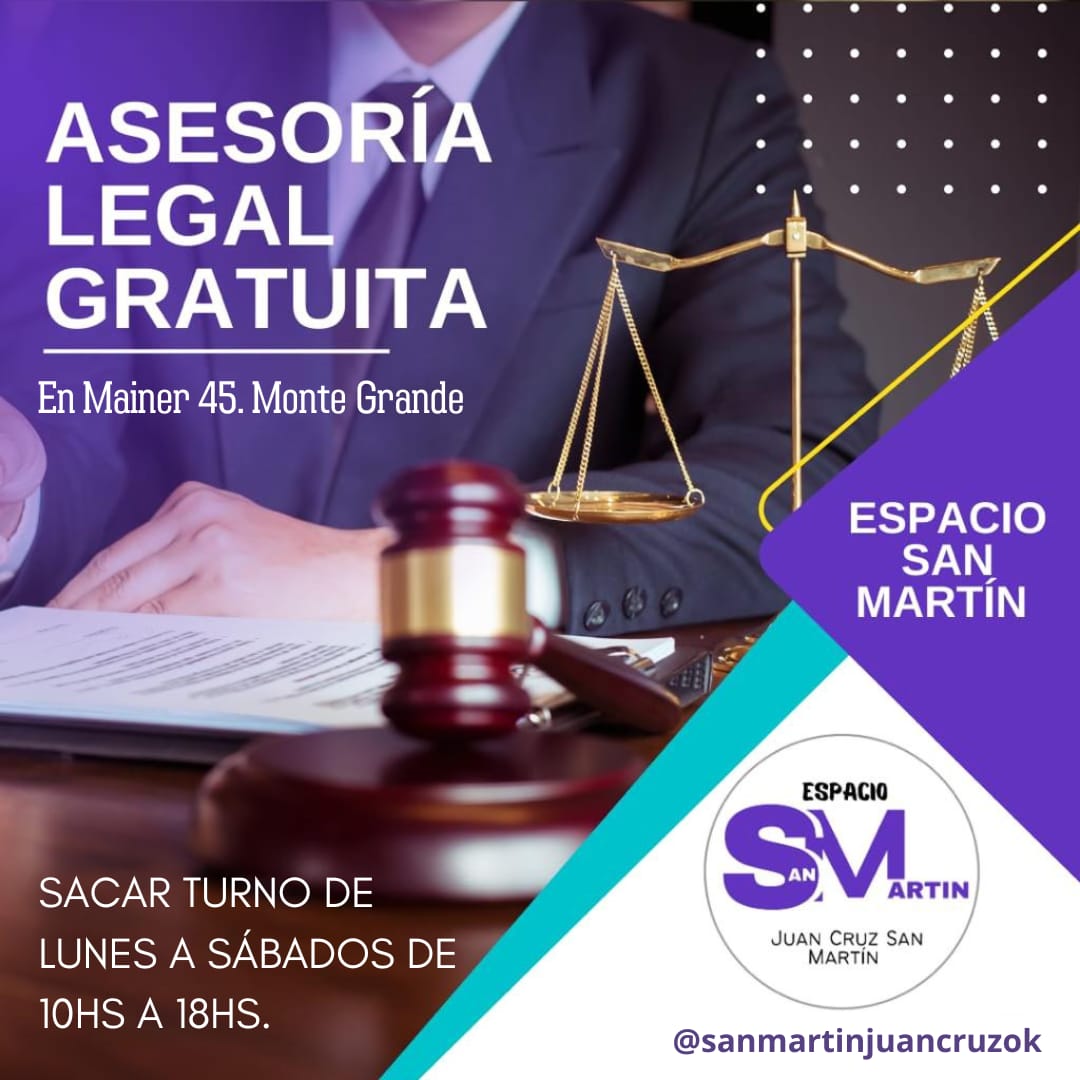 ASESORÍA
LEGAL
GRATUITA
En Mainer 45. Monte Grande
ESPACIO
SAN
MARTÍN
ESPACIO
SAN MARTIN
JUAN CRUZ SAN
MARTÍN
SACAR TURNO DE
LUNES A SÁBADOS DE
10HS A 18HS.
@sanmartinjuancruzok